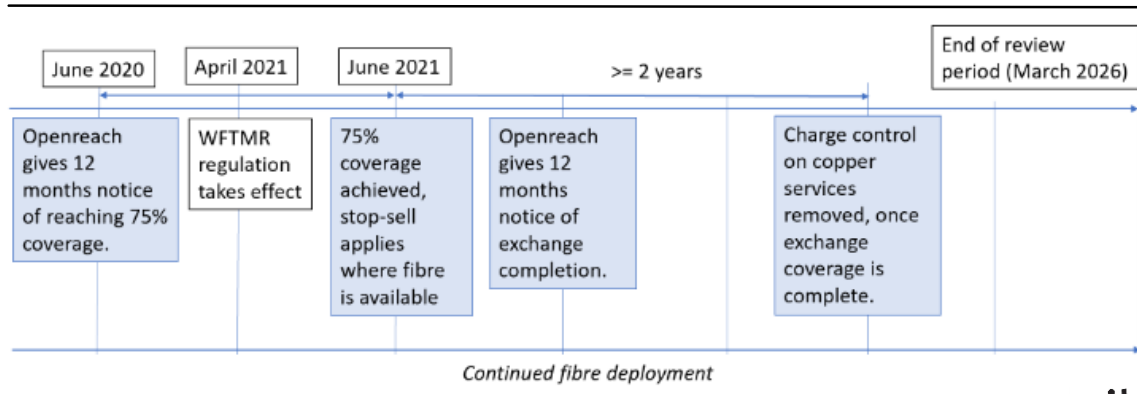 June 2020
April 2021
June 2021
>= 2 years
End of review
period (March 2026)
Openreach
gives 12
months notice
of reaching 75%
coverage.
WFTMR
regulation
takes effect
75%
coverage
achieved,
stop-sell
applies
where fibre
is available
Openreach
gives 12
months
notice of
exchange
completion.
Charge control
on copper
services
removed, once
exchange
coverage is
complete.
Continued fibre deployment